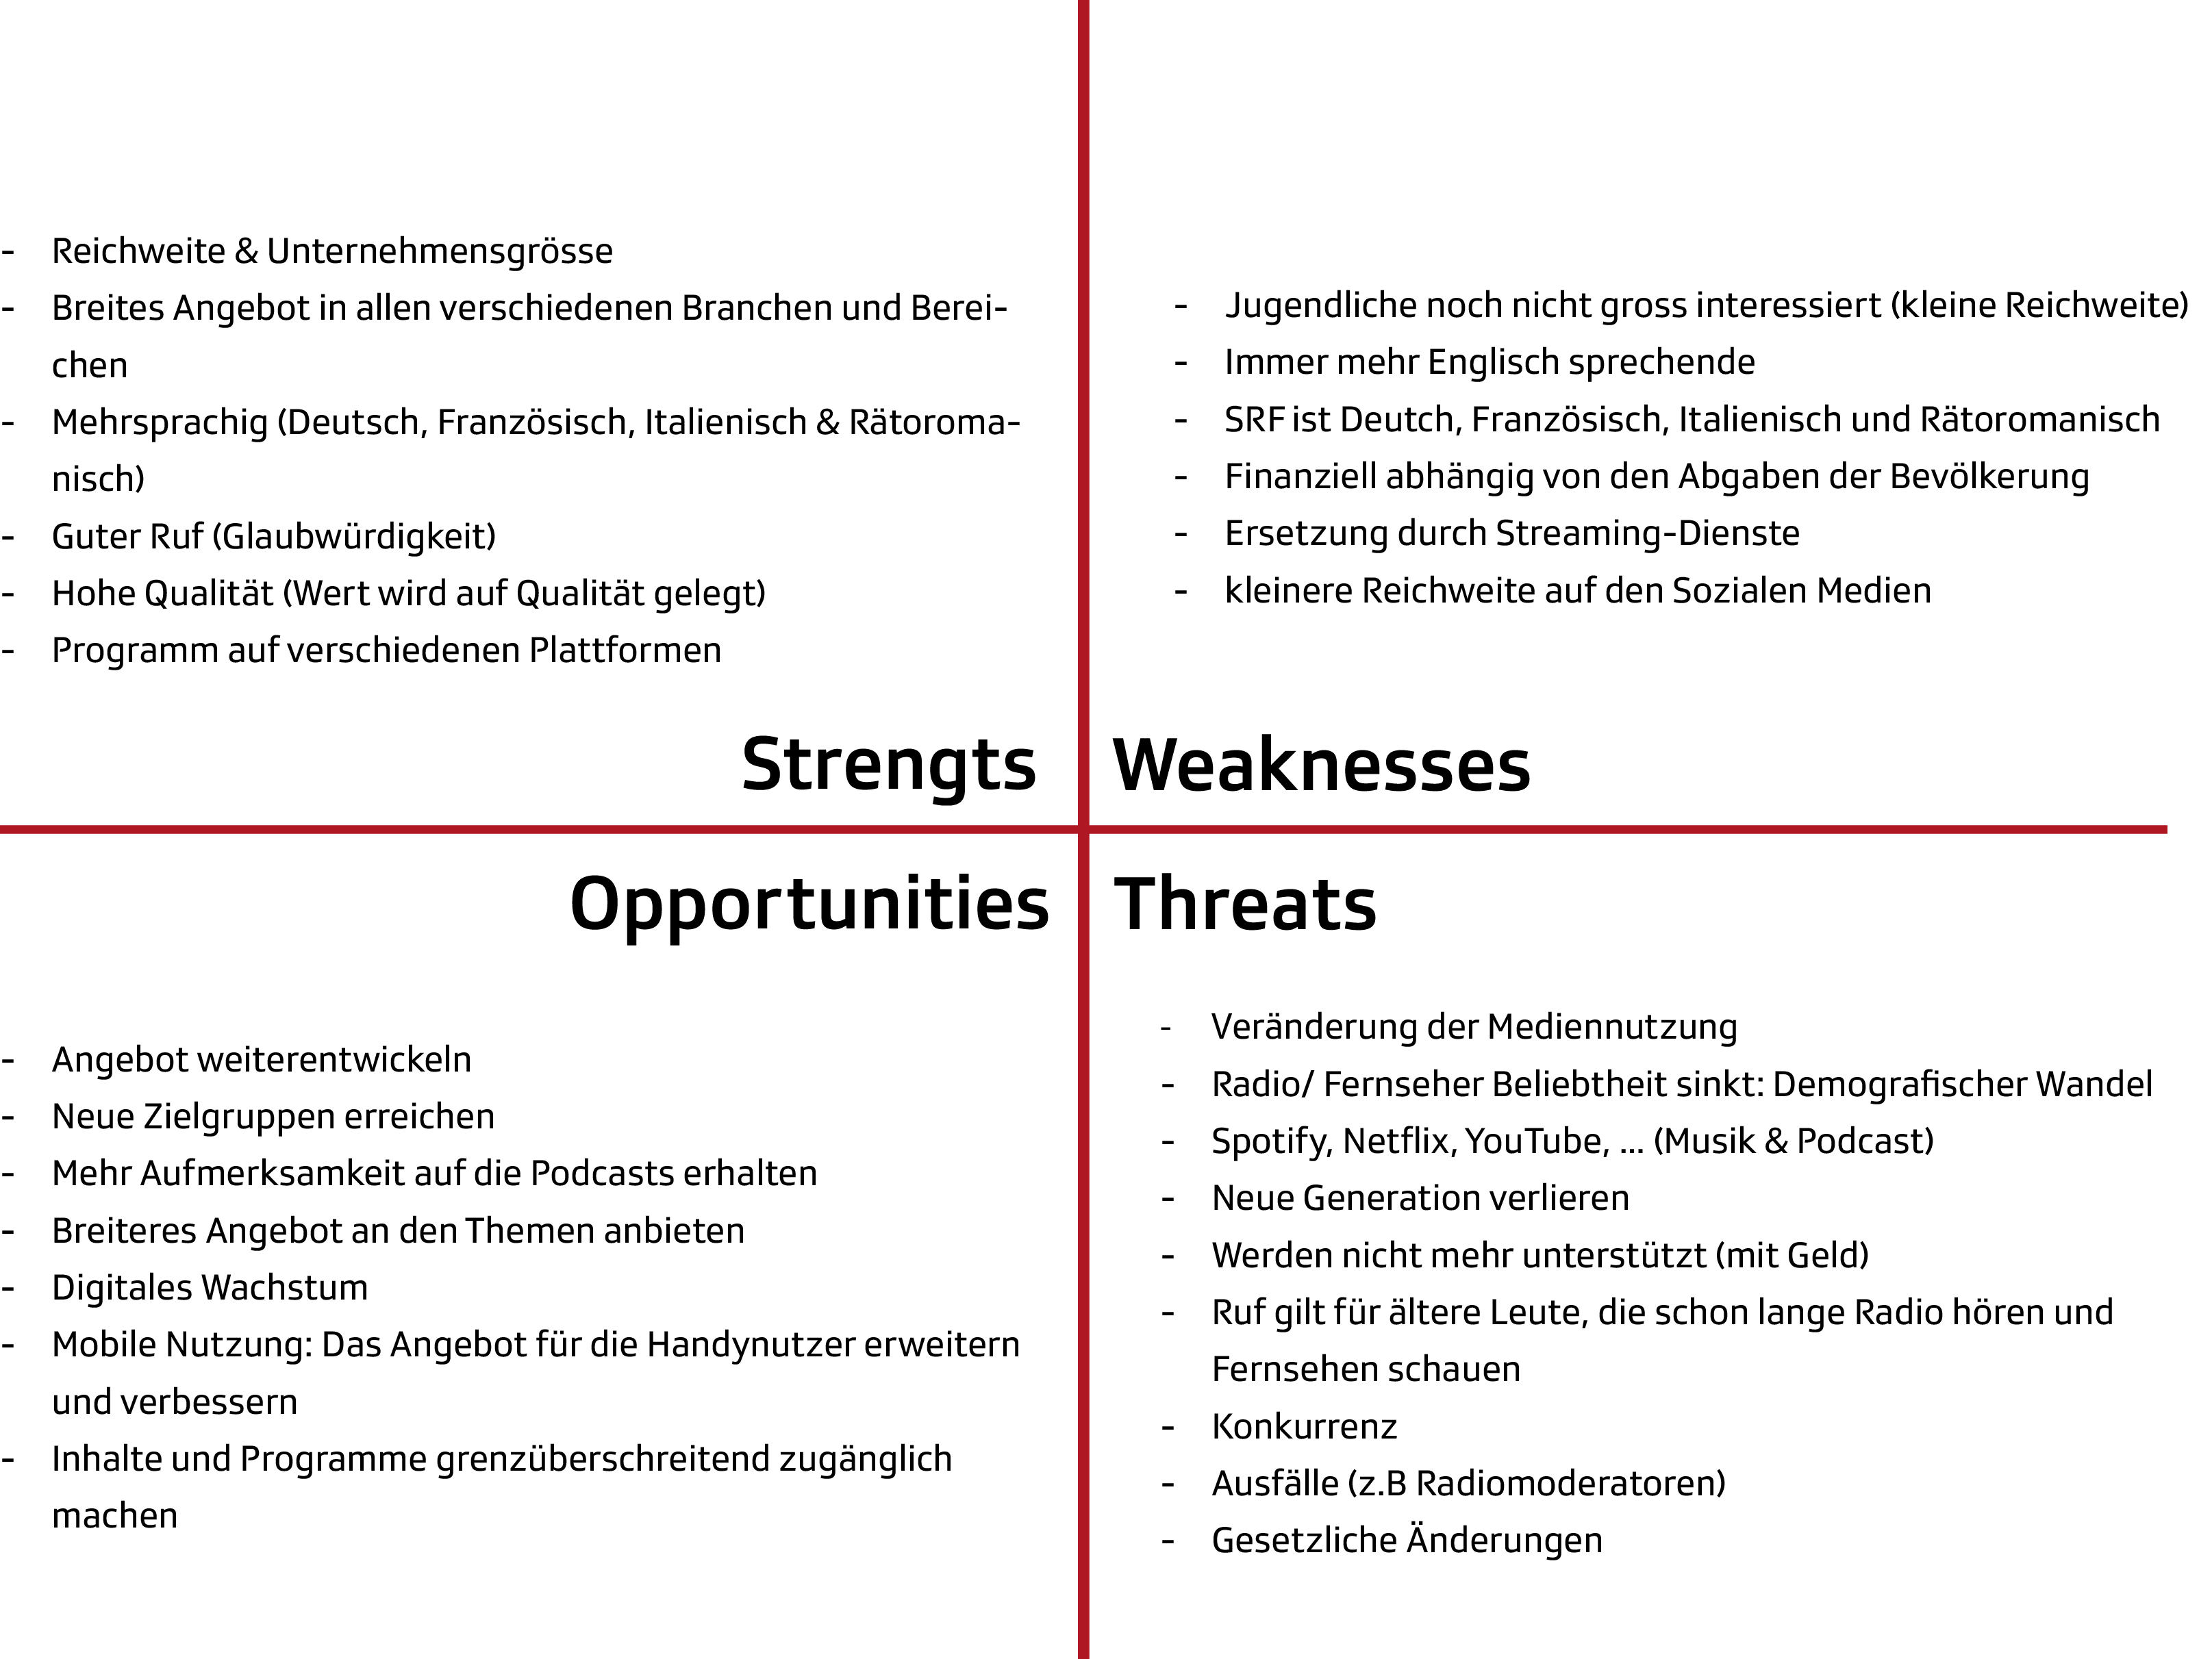 - Reichweite & Unternehmensgrösse
- Breites Angebot in allen verschiedenen Branchen und Berei-
chen
- Mehrsprachig (Deutsch, Französisch, Italienisch & Rätoroma-
nisch)
- Guter Ruf (Glaubwürdigkeit)
- Hohe Qualität (Wert wird auf Qualität gelegt)
- Programm auf verschiedenen Plattformen
Strengts
- Jugendliche noch nicht gross interessiert (kleine Reichweite)
- Immer mehr Englisch sprechende
- SRF ist Deutch, Französisch, Italienisch und Rätoromanisch
- Finanziell abhängig von den Abgaben der Bevölkerung
- Ersetzung durch Streaming-Dienste
- kleinere Reichweite auf den Sozialen Medien
Weaknesses
Opportunities
- Angebot weiterentwickeln
- Neue Zielgruppen erreichen
- Mehr Aufmerksamkeit auf die Podcasts erhalten
- Breiteres Angebot an den Themen anbieten
- Digitales Wachstum
- Mobile Nutzung: Das Angebot für die Handynutzer erweitern
und verbessern
- Inhalte und Programme grenzüberschreitend zugänglich
machen
Threats
- Veränderung der Mediennutzung
- Radio/ Fernseher Beliebtheit sinkt: Demografischer Wandel
- Spotify, Netflix, YouTube, ... (Musik & Podcast)
- Neue Generation verlieren
- Werden nicht mehr unterstützt (mit Geld)
- Ruf gilt für ältere Leute, die schon lange Radio hören und
Fernsehen schauen
- Konkurrenz
- Ausfälle (z.B Radiomoderatoren)
- Gesetzliche Änderungen